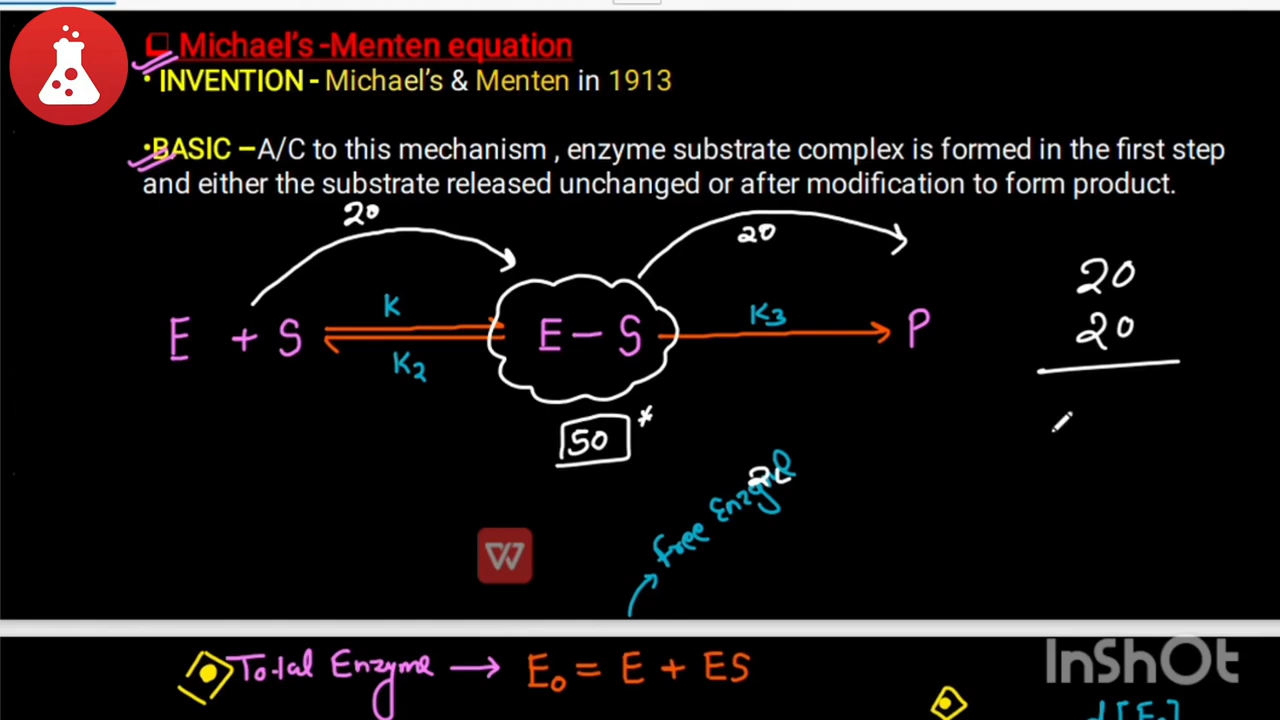 Michael's -Menten equation
• INVENTION - Michael's & Menten in 1913
•BASIC –A/C to this mechanism , enzyme substrate complex is formed in the first step
and either the substrate released unchanged or after modification to form product.
20 20
20
E + S K K2 E – S K3 P
20
50 *
Free Enzyme
W
Total Enzyme → E₀ = E + ES
InShOt
d[E